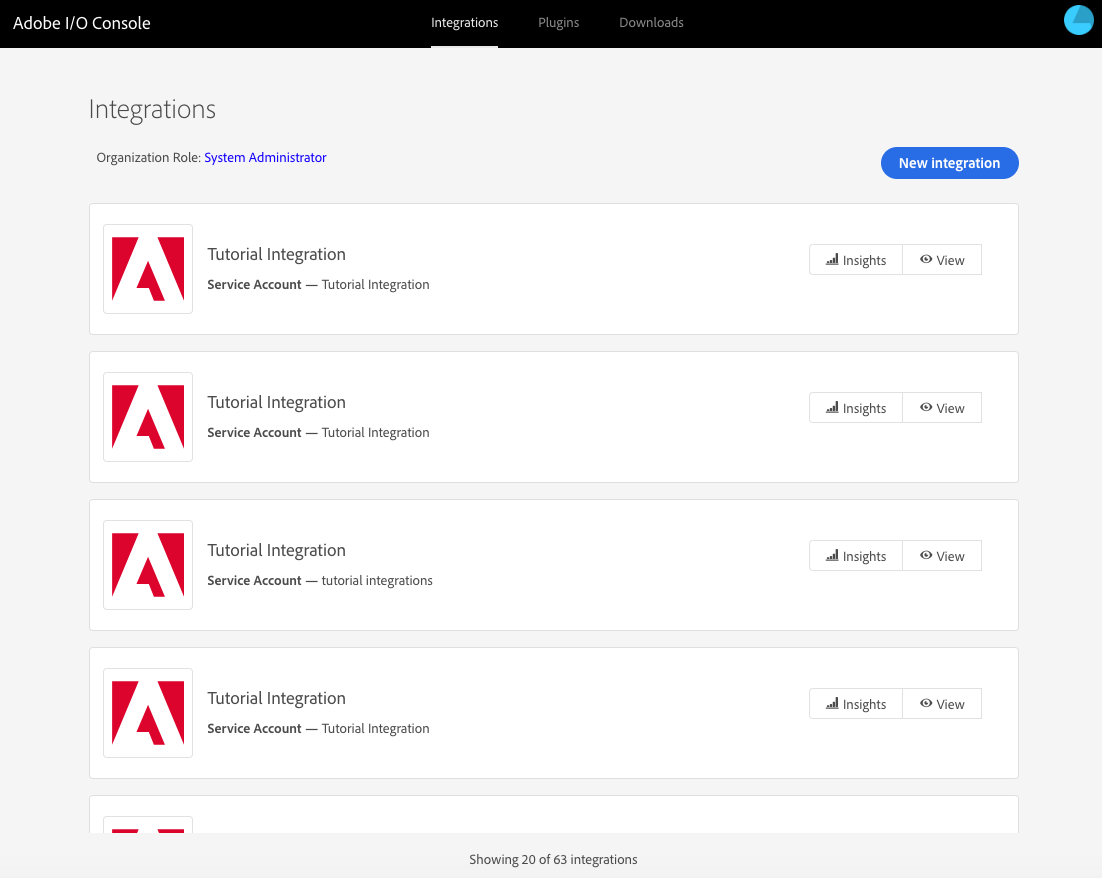 Adobe I/O Console
Integrations
Plugins
Downloads
Integrations
Organization Role: System Administrator
New integration
Tutorial Integration
Service Account — Tutorial Integration
Insights
View
Tutorial Integration
Service Account — Tutorial Integration
Insights
View
Tutorial Integration
Service Account — tutorial integrations
Insights
View
Tutorial Integration
Service Account — Tutorial Integration
Insights
View
Showing 20 of 63 integrations